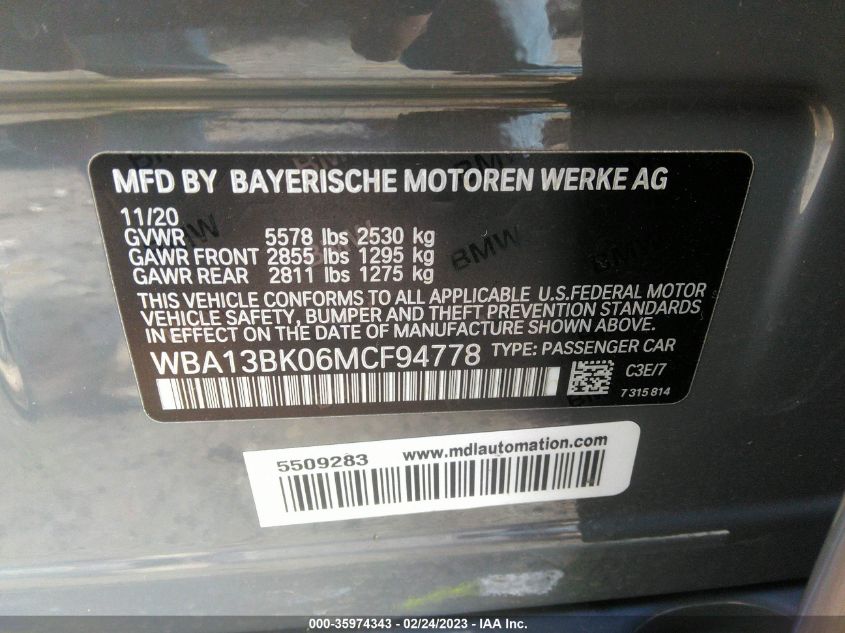 MFD BY BAYERISCHE MOTOREN WERKE AG
11/20
GVWR 5578 lbs 2530 kg
GAWR FRONT 2855 lbs 1295 kg
GAWR REAR 2811 lbs 1275 kg
THIS VEHICLE CONFORMS TO ALL APPLICABLE U.S.FEDERAL MOTOR
VEHICLE SAFETY, BUMPER AND THEFT PREVENTION STANDARDS
IN EFFECT ON THE DATE OF MANUFACTURE.
WBA13BK06MCF94778 TYPE: PASSENGER CAR
C3E/7
7 315 814
5509283 www.mdlautomation.com
000-35974343 / 02/24/2023 - IAA Inc.